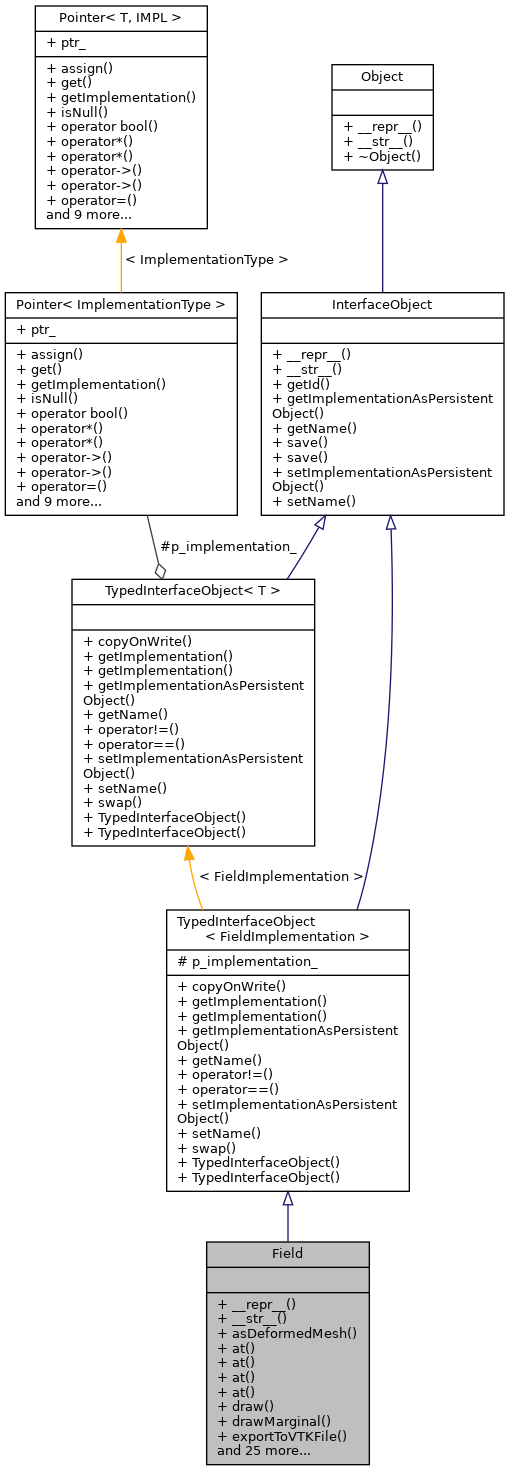 Pointer< T, IMPL >
+ ptr_
+ assign()
+ get()
+ getImplementation()
+ isNull()
+ operator bool()
+ operator*()
+ operator*()
+ operator->()
+ operator->()
+ operator=()
and 9 more...
Object
+ __repr__()
+ __str__()
+ ~Object()
< ImplementationType >
Pointer< ImplementationType >
+ ptr_
+ assign()
+ get()
+ getImplementation()
+ isNull()
+ operator bool()
+ operator*()
+ operator*()
+ operator->()
+ operator->()
+ operator=()
and 9 more...
InterfaceObject
+ __repr__()
+ __str__()
+ getId()
+ getImplementationAsPersistent
Object()
+ getName()
+ save()
+ save()
+ setImplementationAsPersistent
Object()
+ setName()
#p_implementation_
TypedInterfaceObject< T >
+ copyOnWrite()
+ getImplementation()
+ getImplementation()
+ getImplementationAsPersistent
Object()
+ getName()
+ operator!=()
+ operator==()
+ setImplementationAsPersistent
Object()
+ setName()
+ swap()
+ TypedInterfaceObject()
+ TypedInterfaceObject()
< FieldImplementation >
TypedInterfaceObject
< FieldImplementation >
# p_implementation_
+ copyOnWrite()
+ getImplementation()
+ getImplementation()
+ getImplementationAsPersistent
Object()
+ getName()
+ operator!=()
+ operator==()
+ setImplementationAsPersistent
Object()
+ setName()
+ swap()
+ TypedInterfaceObject()
+ TypedInterfaceObject()
Field
+ __repr__()
+ __str__()
+ asDeformedMesh()
+ at()
+ at()
+ at()
+ at()
+ draw()
+ drawMarginal()
+ exportToVTKFile()
and 25 more...